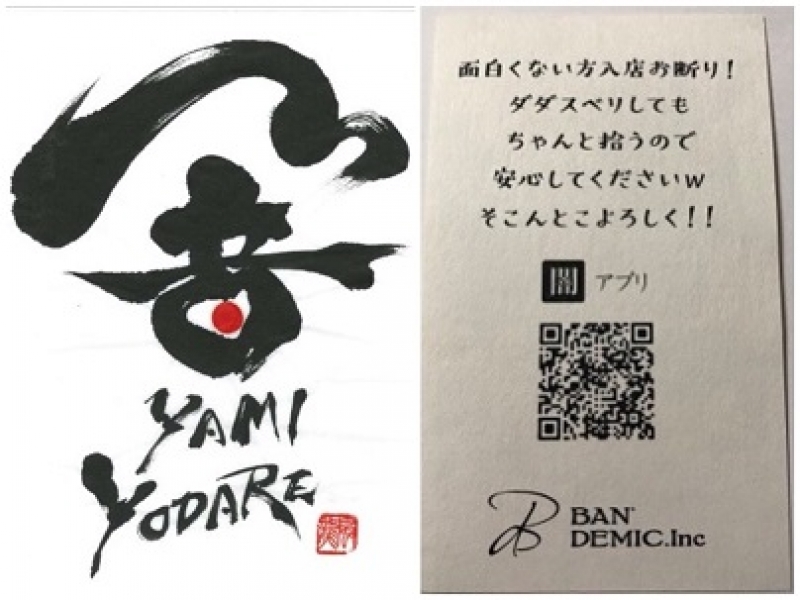 闇
YAMI
YODARE
面白くない方入店お断り!
ダダスベリしても
ちゃんと拾うので
安心してくださいw
そこんとこよろしく!!
闇 アプリ
B BAN'
DEMIC.Inc